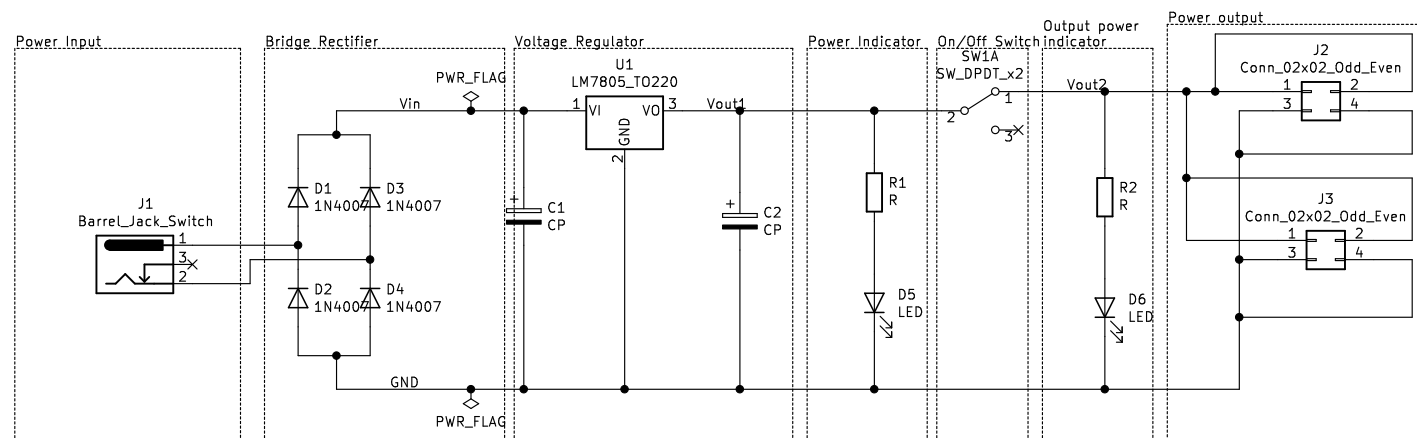 Power Input
Bridge Rectifier
Voltage Regulator
Power Indicator
On/Off Switch
Output power
indicator
Power output
J1
Barrel_Jack_Switch
1
3
2
D1
1N4007
D3
1N4007
D2
1N4007
D4
1N4007
Vin
PWR_FLAG
GND
PWR_FLAG
C1
CP
+
U1
LM7805_TO220
1
VI
VO
3
GND
2
Vout1
+
C2
CP
R1
R
D5
LED
SW1A
SW_DPDT_x2
2
1
3
Vout2
R2
R
D6
LED
J2
Conn_02x02_Odd_Even
1
2
3
4
J3
Conn_02x02_Odd_Even
1
2
3
4